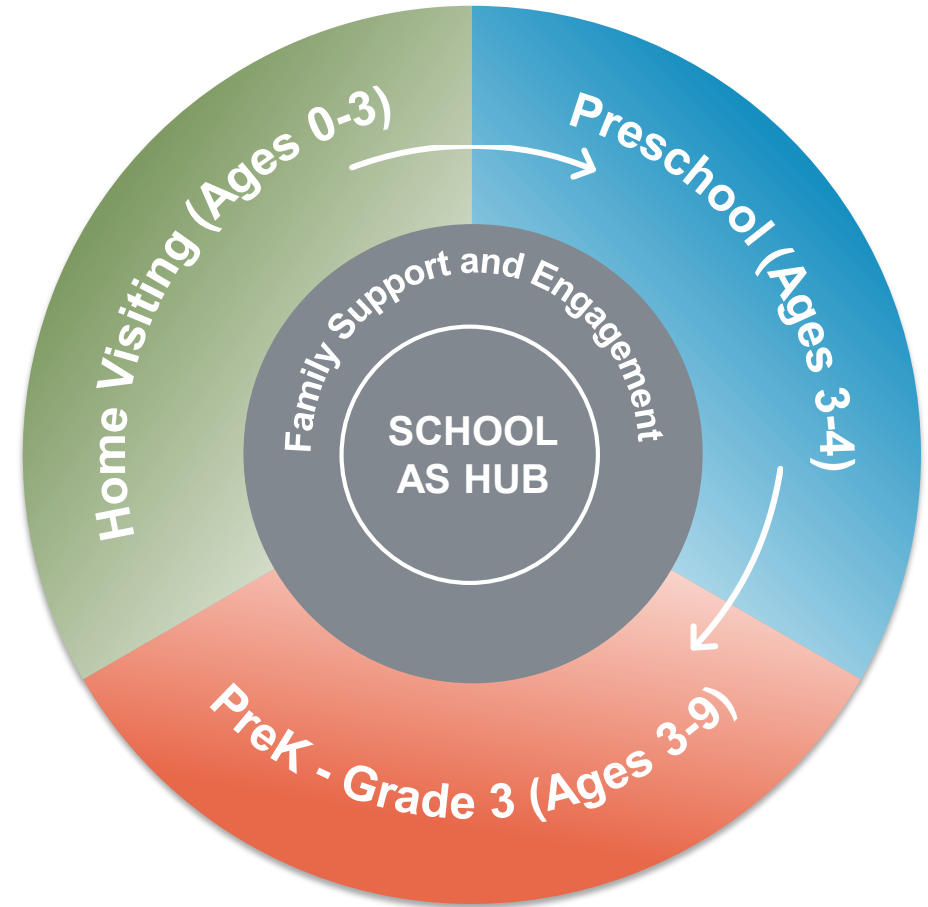 Home Visiting (Ages 0-3)
Preschool (Ages 3-4)
PreK - Grade 3 (Ages 3-9)
Family Support and Engagement
SCHOOL
AS HUB